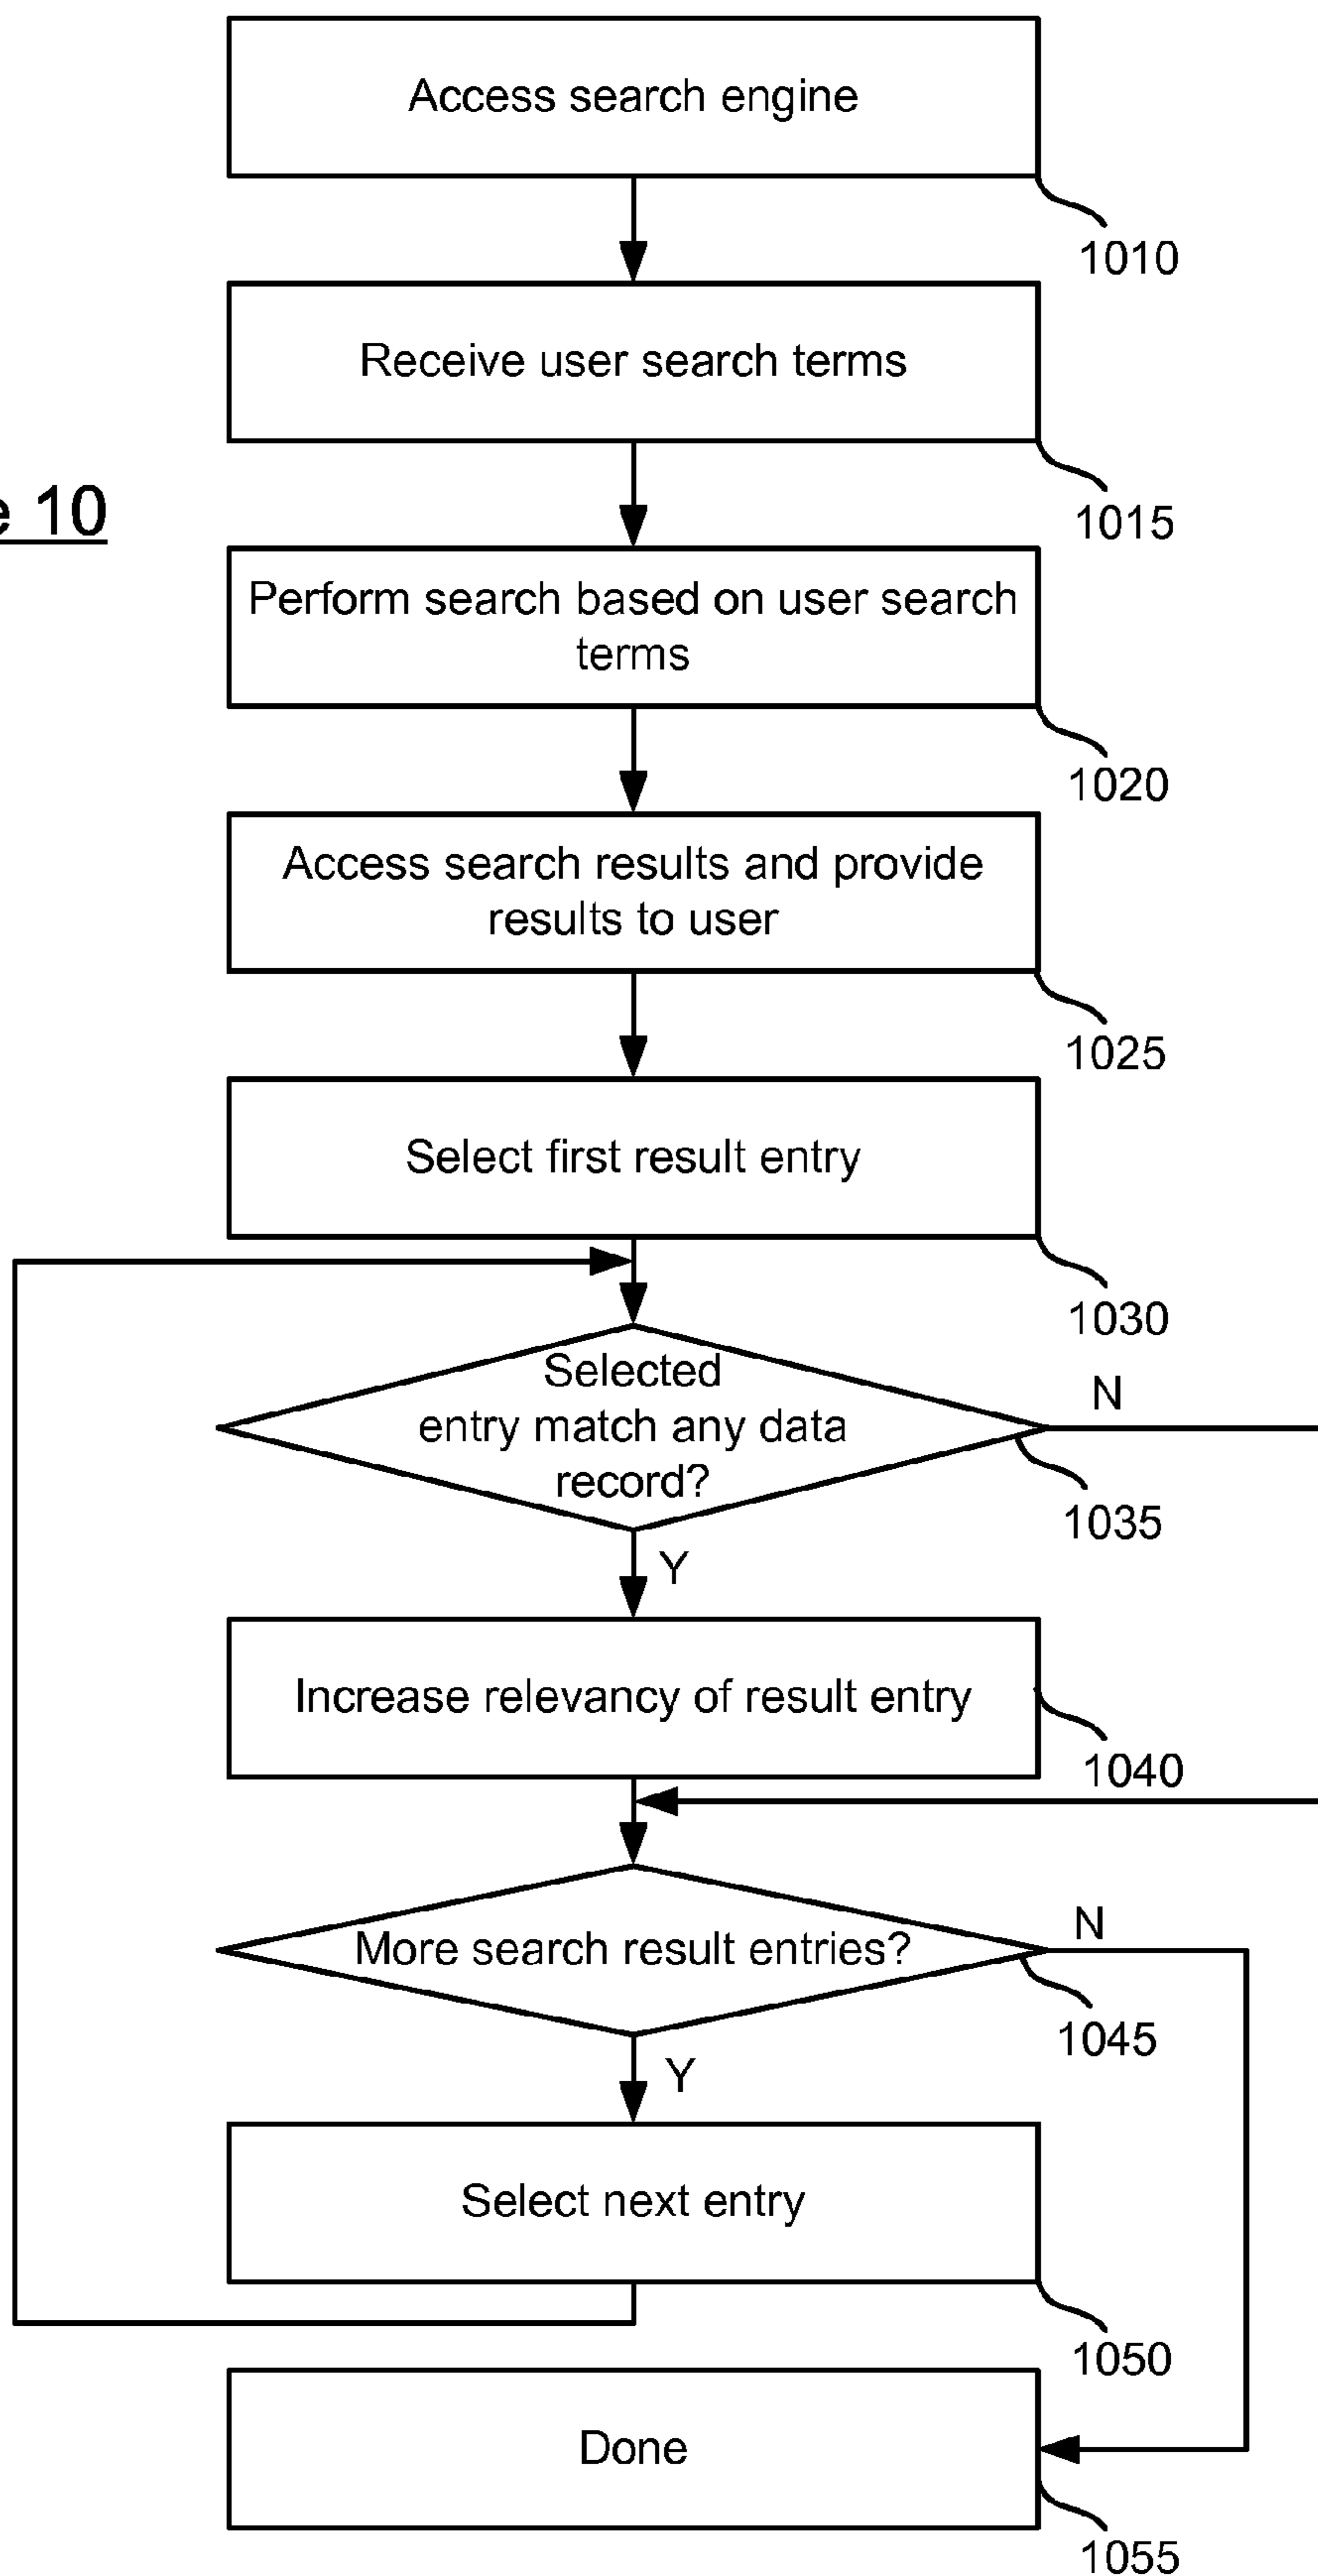 Access search engine
1010
Receive user search terms
1015
e 10
Perform search based on user search
terms
1020
Access search results and provide
results to user
1025
Select first result entry
1030
Selected
entry match any data
record?
N
1035
Y
Increase relevancy of result entry
1040
More search result entries?
N
1045
Y
Select next entry
1050
Done
1055